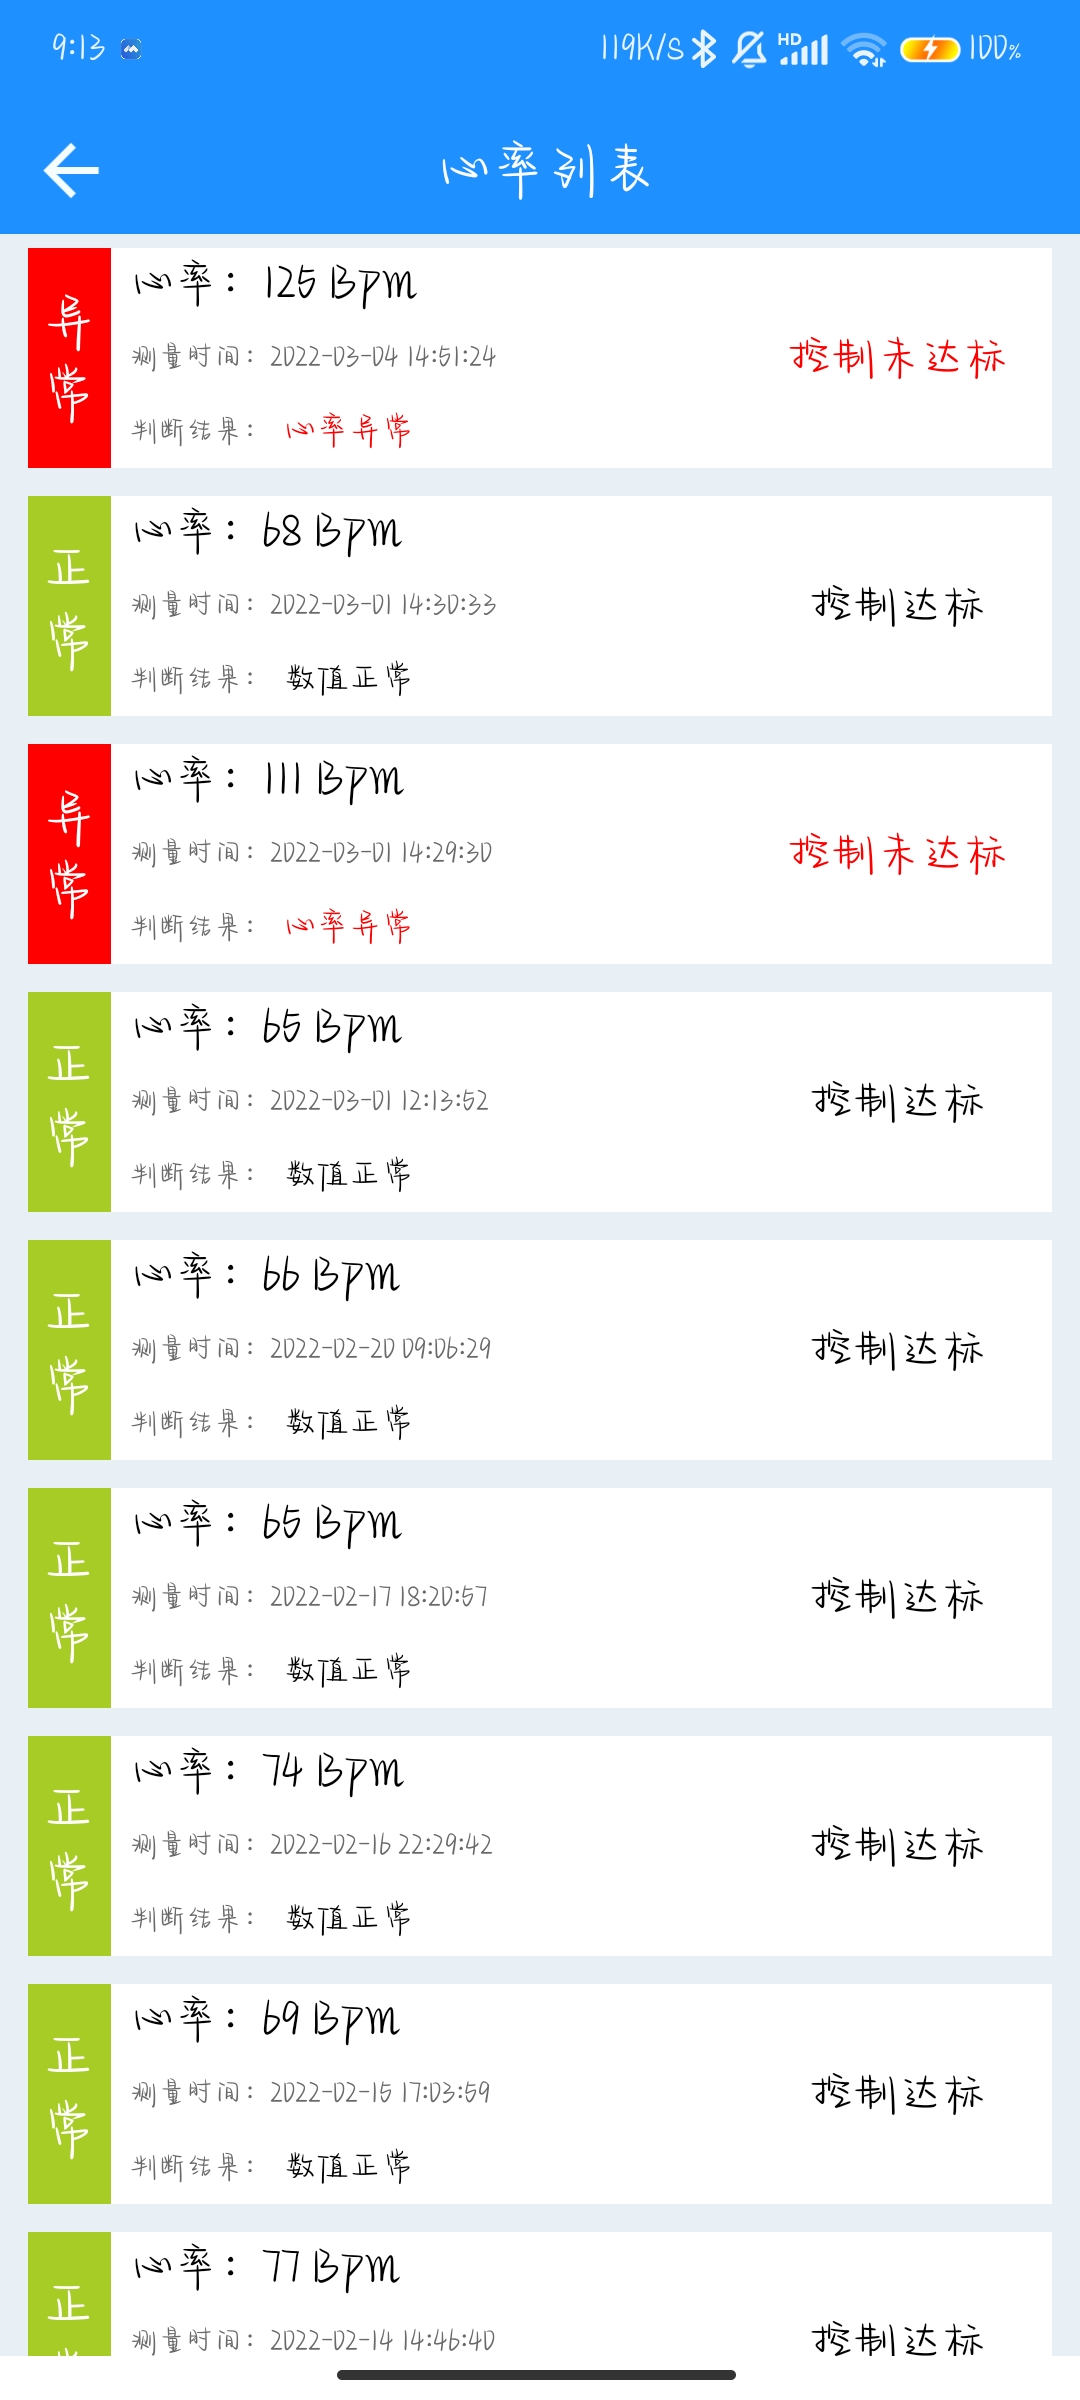 9:13 119K/S HD 100%
心率列表
异常
心率：125 Bpm
测量时间：2022-03-04 14:51:24
控制未达标
判断结果：心率异常
正常
心率：68 Bpm
测量时间：2022-03-01 14:30:33
控制达标
判断结果：数值正常
异常
心率：111 Bpm
测量时间：2022-03-01 14:29:30
控制未达标
判断结果：心率异常
正常
心率：65 Bpm
测量时间：2022-03-01 12:13:52
控制达标
判断结果：数值正常
正常
心率：66 Bpm
测量时间：2022-02-20 09:06:29
控制达标
判断结果：数值正常
正常
心率：65 Bpm
测量时间：2022-02-17 18:20:57
控制达标
判断结果：数值正常
正常
心率：74 Bpm
测量时间：2022-02-16 22:29:42
控制达标
判断结果：数值正常
正常
心率：69 Bpm
测量时间：2022-02-15 17:03:59
控制达标
判断结果：数值正常
正
心率：77 Bpm
测量时间：2022-02-14 14:46:40
控制达标